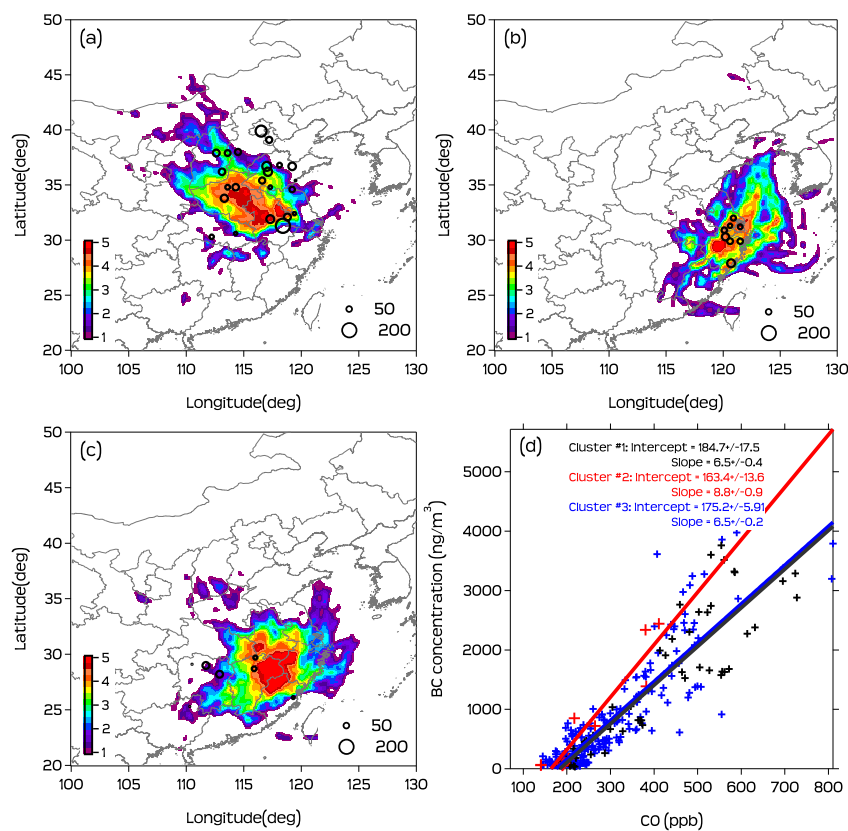 (a)
50
45
40
35
30
25
20
Latitude(deg)
5
4
3
2
1
50
200
100 105 110 115 120 125 130
Longitude(deg)
(b)
50
45
40
35
30
25
20
Latitude(deg)
5
4
3
2
1
50
200
100 105 110 115 120 125 130
Longitude(deg)
(c)
50
45
40
35
30
25
20
Latitude(deg)
5
4
3
2
1
50
200
100 105 110 115 120 125 130
Longitude(deg)
(d)
Cluster #1: Intercept = 184.7+/-17.5
Slope = 6.5+/-0.4
Cluster #2: Intercept = 163.4+/-13.6
Slope = 8.8+/-0.9
Cluster #3: Intercept = 175.2+/-5.91
Slope = 6.5+/-0.2
5000
4000
3000
2000
1000
0
BC concentration (ng/m³)
100 200 300 400 500 600 700 800
CO (ppb)